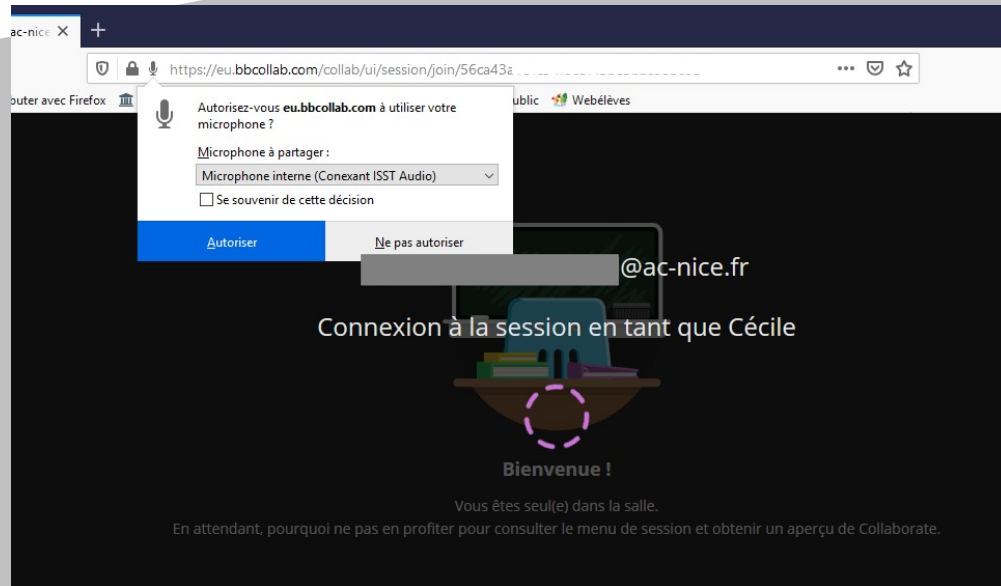 ac-nice
https://eu.bbcollab.com/collab/ui/session/join/56ca43a
outer avec Firefox
ublic Webélèves
Autorisez-vous eu.bbcollab.com à utiliser votre
microphone ?
Microphone à partager :
Microphone interne (Conexant ISST Audio)
Se souvenir de cette décision
Autoriser Ne pas autoriser
@ac-nice.fr
Connexion à la session en tant que Cécile
Bienvenue !
Vous êtes seul(e) dans la salle.
En attendant, pourquoi ne pas en profiter pour consulter le menu de session et obtenir un aperçu de Collaborate.